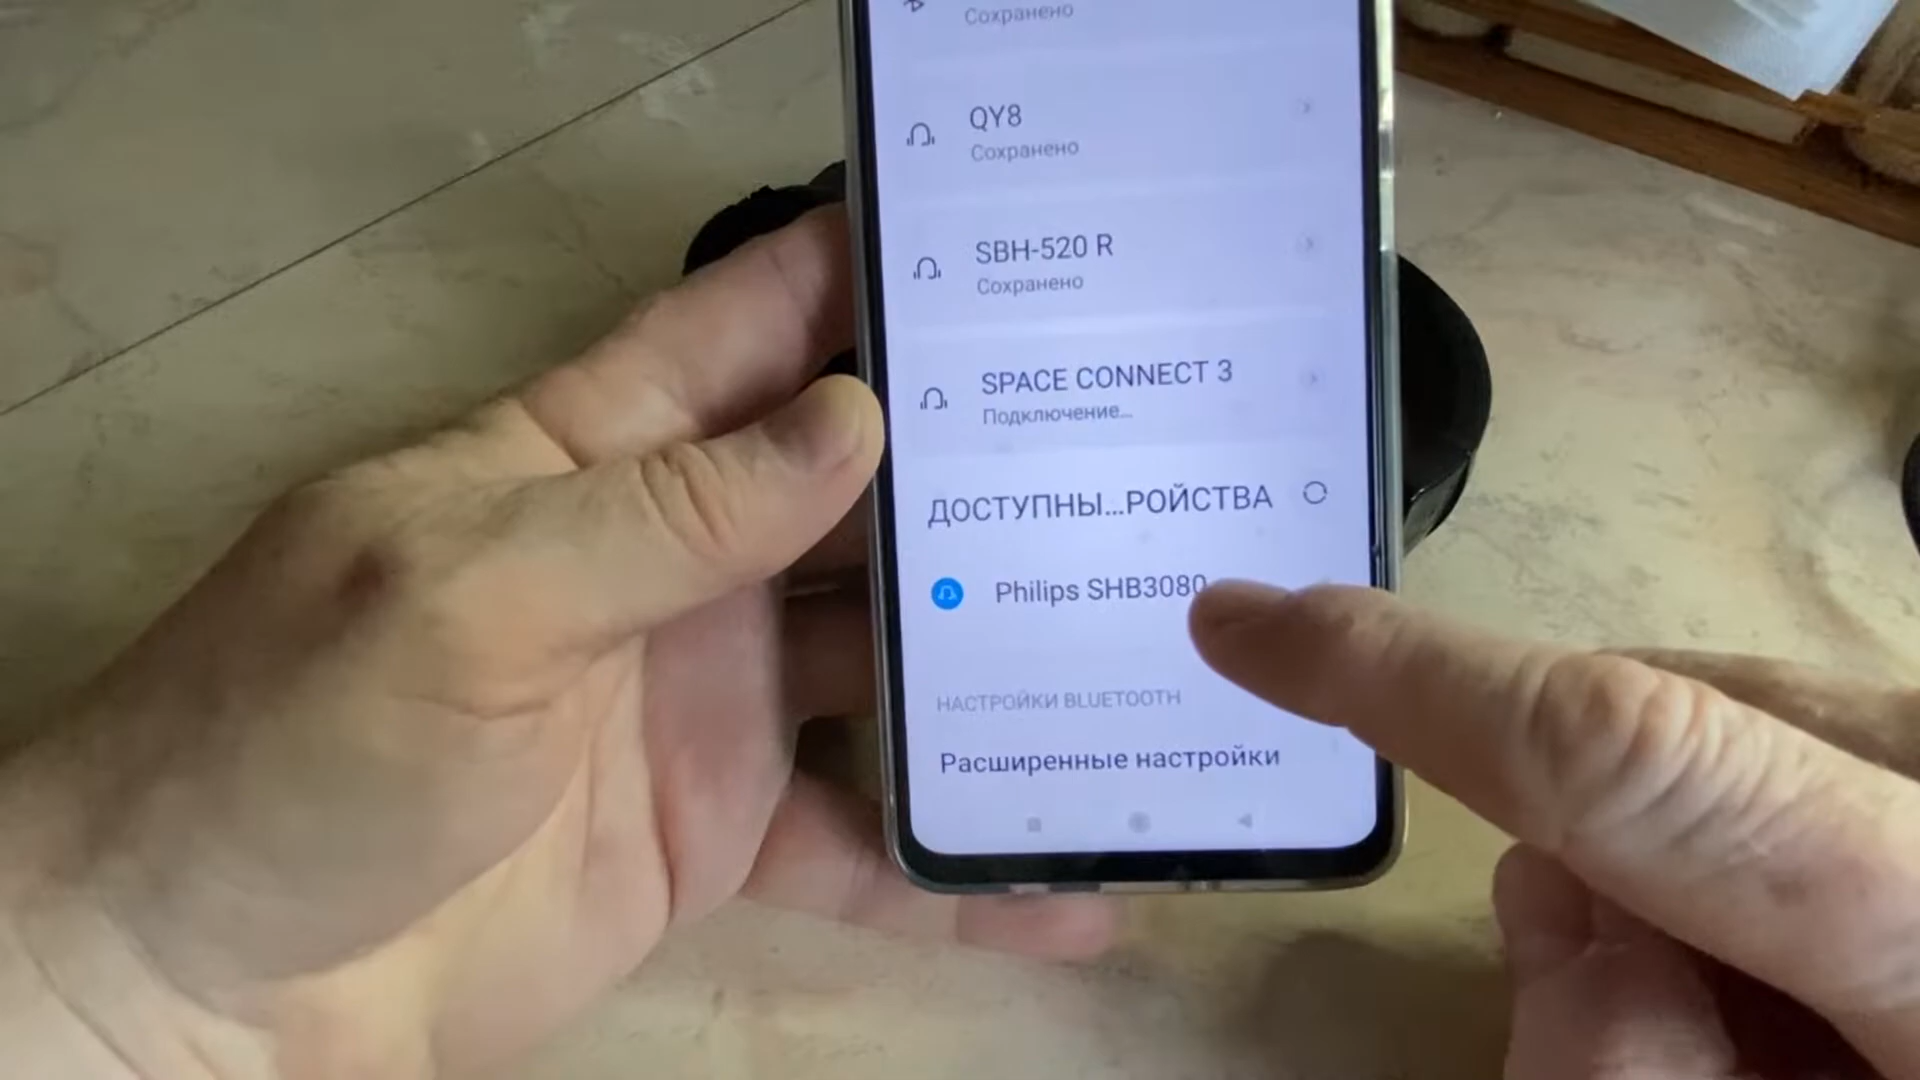 Сохранено
QY8
Сохранено
SBH-520 R
Сохранено
SPACE CONNECT 3
Подключение...
ДОСТУПНЫ...РОЙСТВА
Philips SHB3080
НАСТРОЙКИ BLUETOOTH
Расширенные настройки